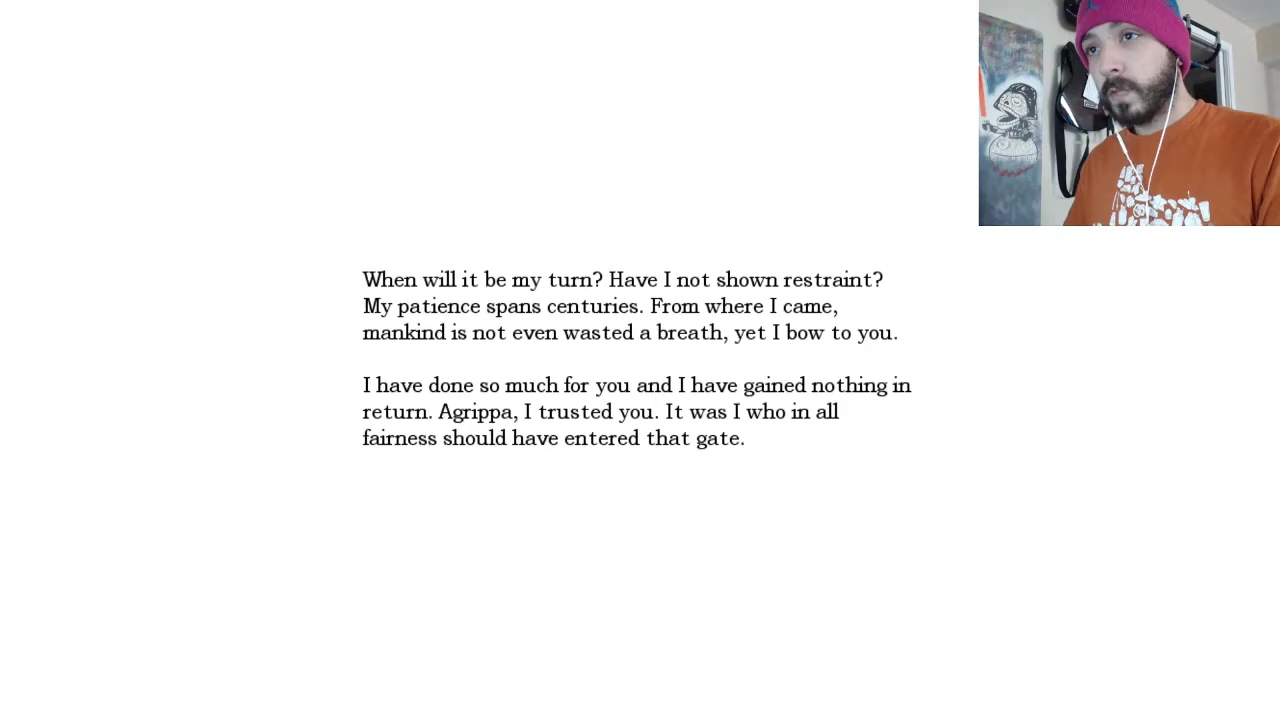 When will it be my turn? Have I not shown restraint?
My patience spans centuries. From where I came,
mankind is not even wasted a breath, yet I bow to you.
I have done so much for you and I have gained nothing in
return. Agrippa, I trusted you. It was I who in all
fairness should have entered that gate.